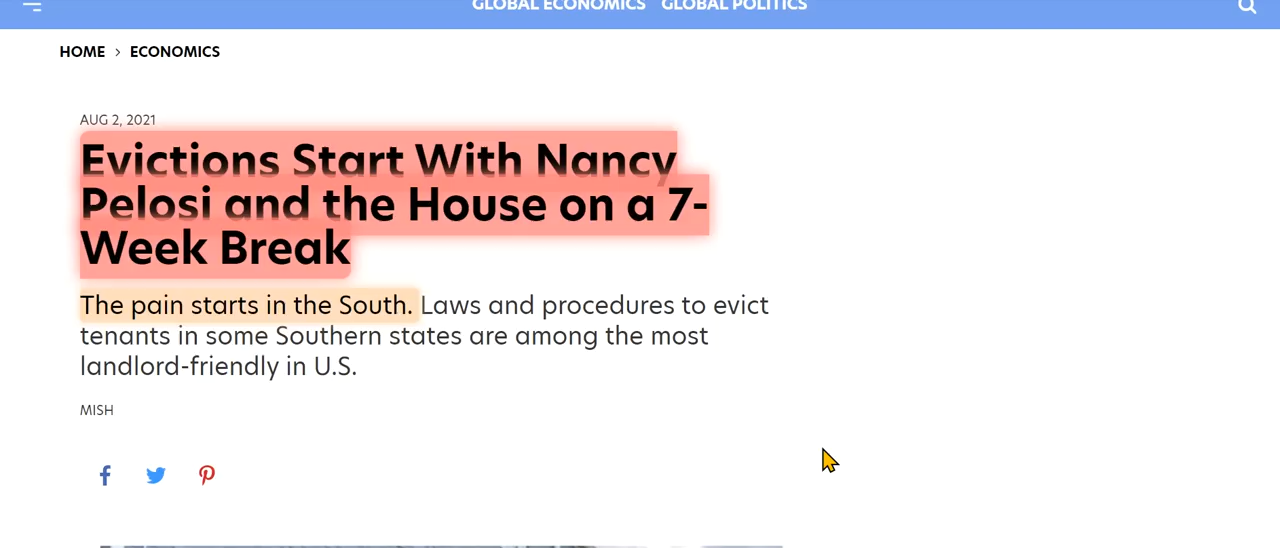 GLOBAL ECONOMICS GLOBAL POLITICS
HOME > ECONOMICS
AUG 2, 2021
Evictions Start With Nancy
Pelosi and the House on a 7-
Week Break
The pain starts in the South. Laws and procedures to evict
tenants in some Southern states are among the most
landlord-friendly in U.S.
MISH